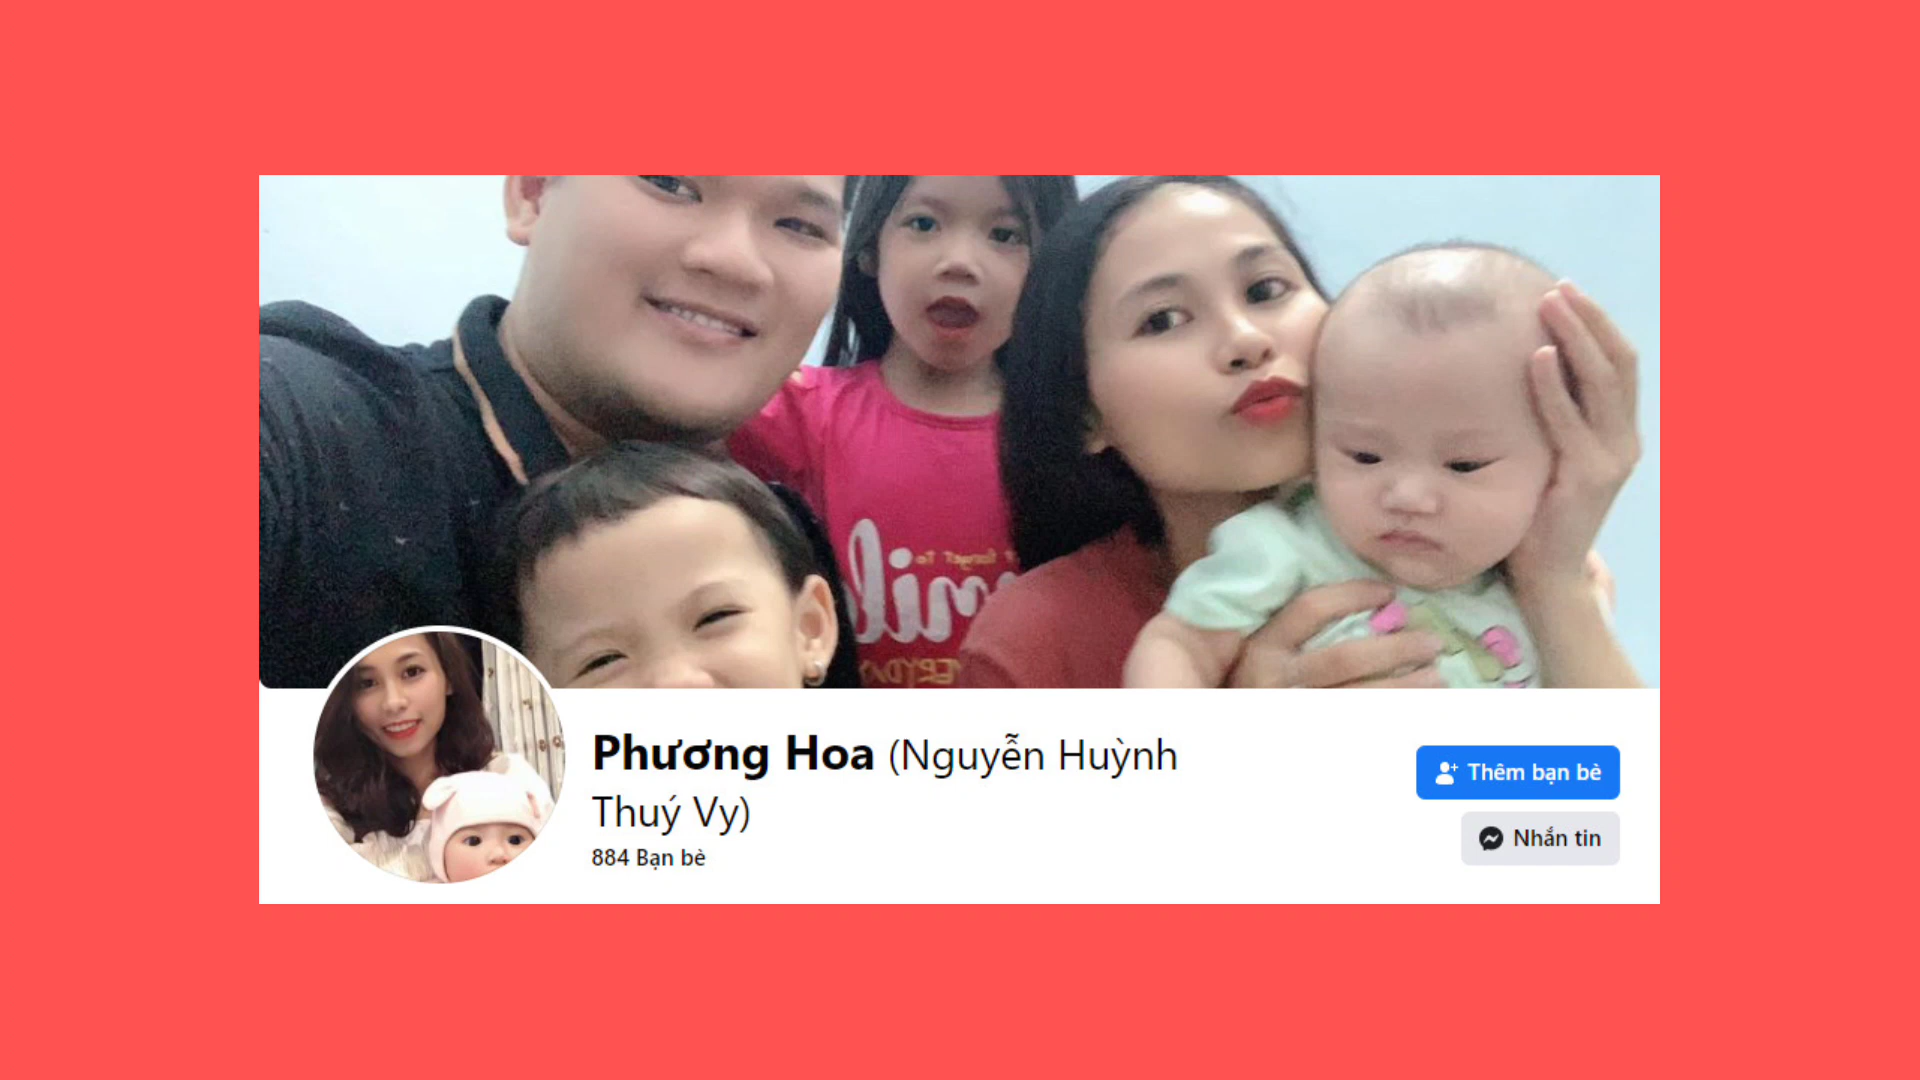 Phương Hoa (Nguyễn Huỳnh
Thuý Vy)
884 Bạn bè
Thêm bạn bè
Nhắn tin